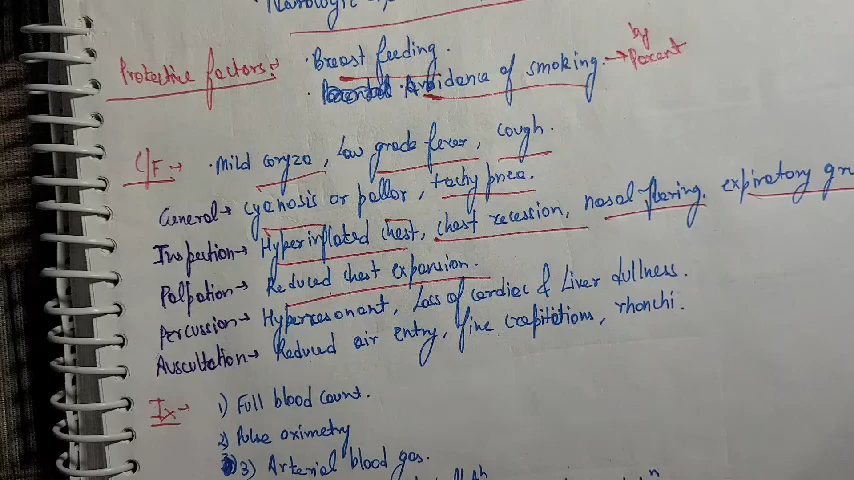 Protective factors:
· Breast feeding.
· Avoidance of smoking. → by Parent
C/F → · Mild coryza, Low grade fever, cough.
General → cyanosis or pallor, tachypnea.
Inspection → Hyperinflated chest, chest recession, nasal flaring, expiratory gr
Palpation → Reduced chest expansion.
Percussion → Hyperresonant, Loss of cardiac & Liver dullness.
Auscultation → Reduced air entry, fine crepitations, rhonchi.
Ix → 1) Full blood count.
2) Pulse oximetry
3) Arterial blood gas.